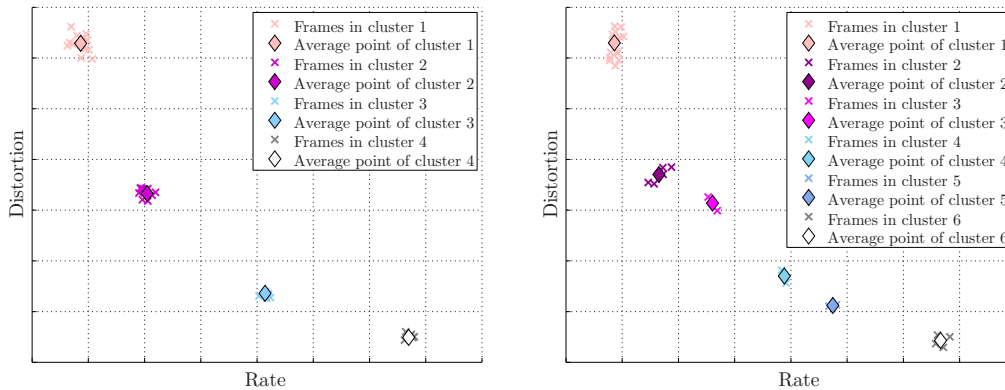 Distortion
Frames in cluster 1
Average point of cluster 1
Frames in cluster 2
Average point of cluster 2
Frames in cluster 3
Average point of cluster 3
Frames in cluster 4
Average point of cluster 4
Rate
Distortion
Frames in cluster 1
Average point of cluster 1
Frames in cluster 2
Average point of cluster 2
Frames in cluster 3
Average point of cluster 3
Frames in cluster 4
Average point of cluster 4
Frames in cluster 5
Average point of cluster 5
Frames in cluster 6
Average point of cluster 6
Rate